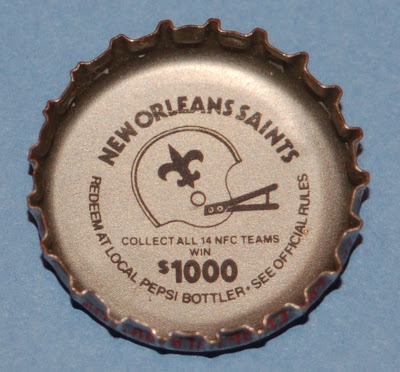 NEW ORLEANS SAINTS
COLLECT ALL 14 NFC TEAMS
WIN
$1000
REDEEM AT LOCAL PEPSI BOTTLER • SEE OFFICIAL RULES